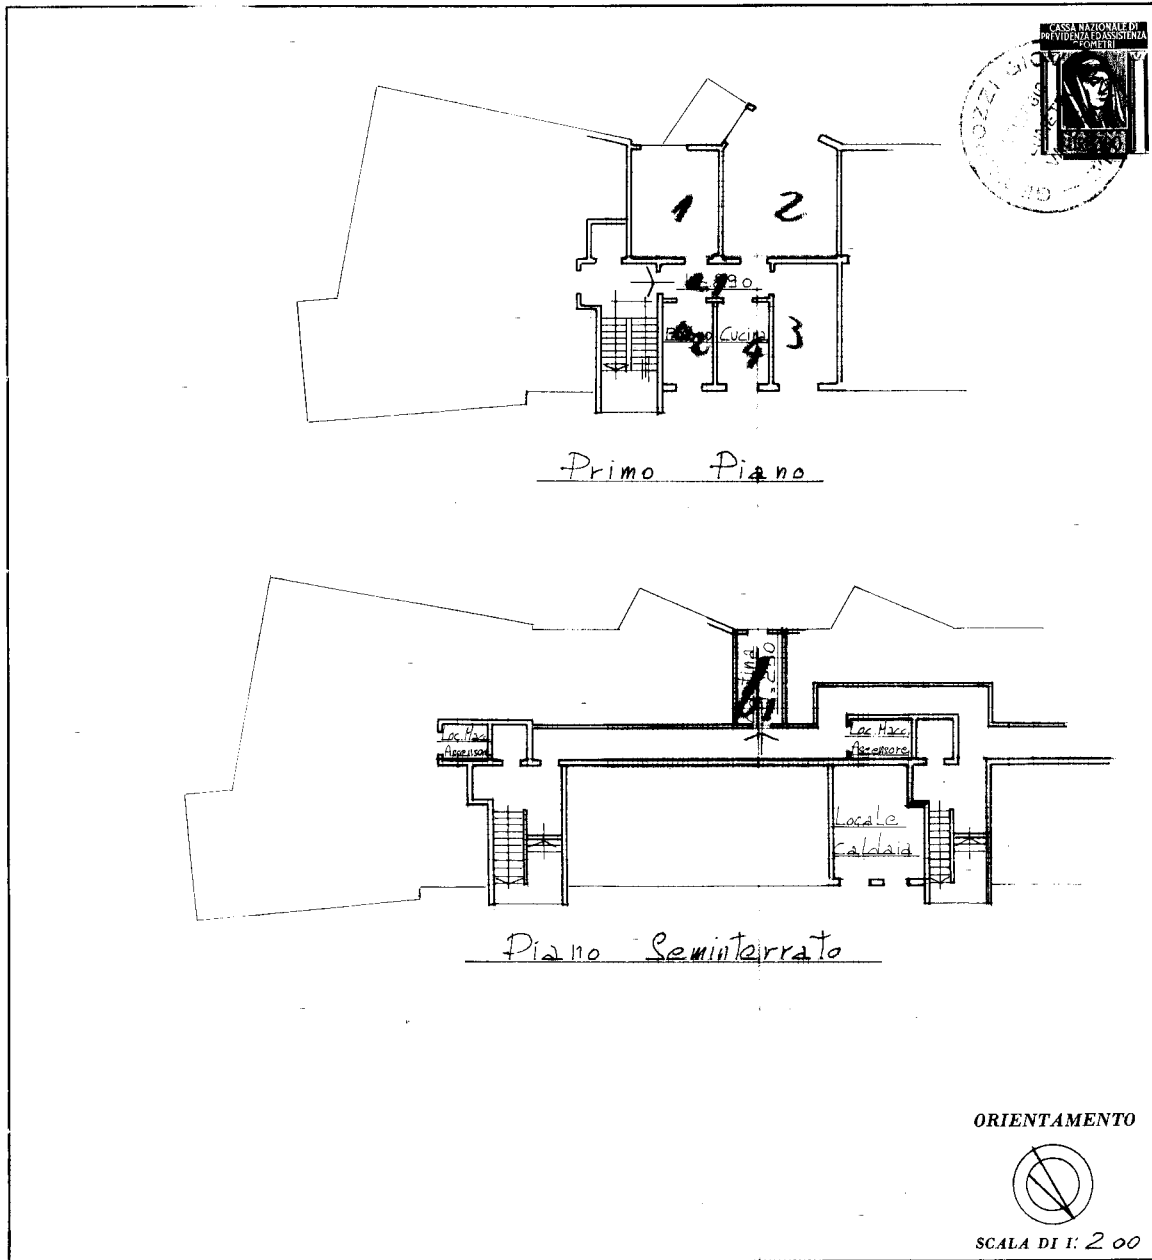 CASSA NAZIONALE DI
PREVIDENZA ED ASSISTENZA
GEOMETRI
1
2
Cucina
3
4
Primo Piano
Loc. Macc.
Ascensore
Loc. Macc.
Ascensore
Locale
Caldaia
Piano Seminterrato
ORIENTAMENTO
SCALA DI 1: 200